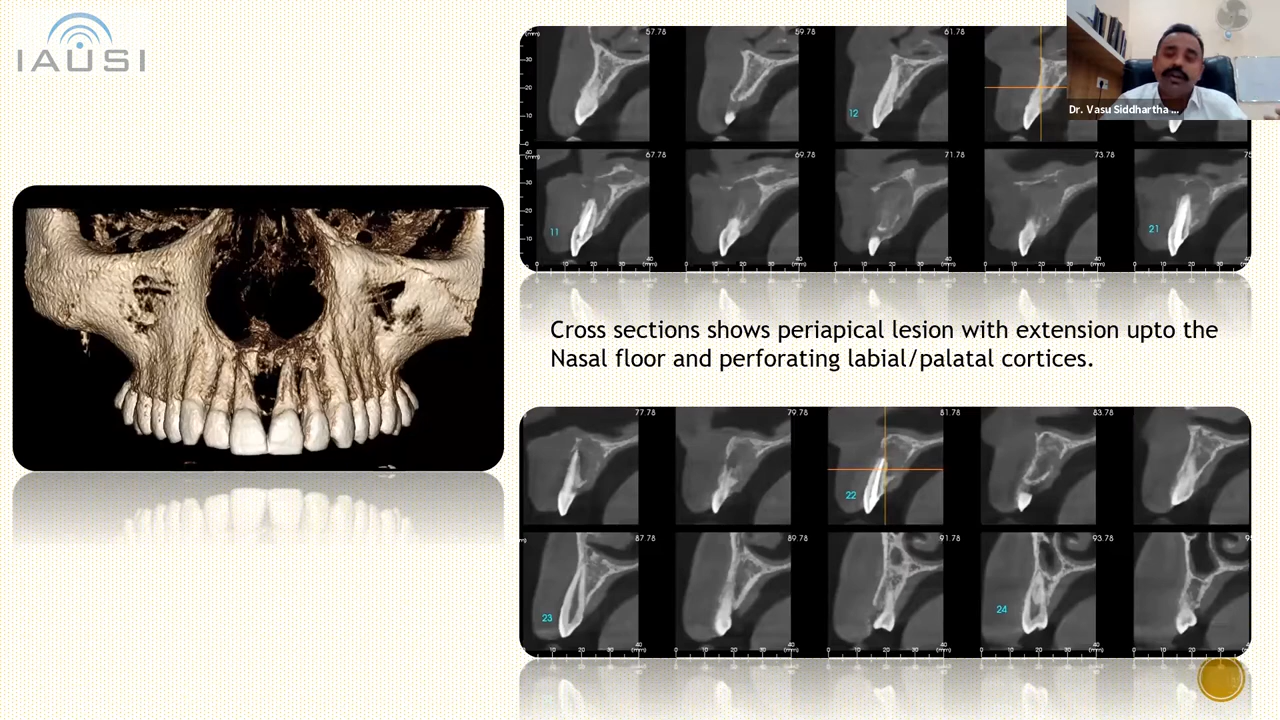 IAUSI
Dr. Vasu Siddhartha ...
57.78 59.78 61.78
12
67.78 69.78 71.78 73.78 75
11 21
Cross sections shows periapical lesion with extension upto the
Nasal floor and perforating labial/palatal cortices.
77.78 79.78 81.78 83.78
22
87.78 89.78 91.78 93.78 9
23 24